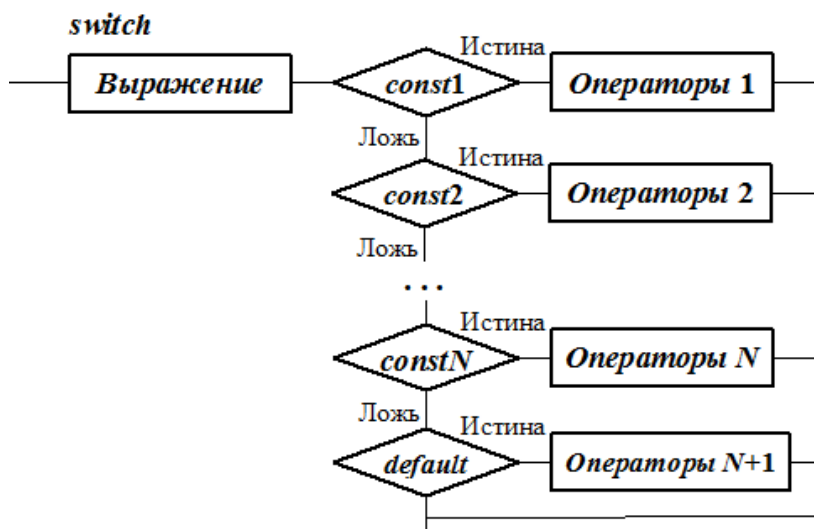 switch
Истина
Выражение
const1
Операторы 1
Ложь
Истина
const2
Операторы 2
Ложь
...
Истина
constN
Операторы N
Ложь
Истина
default
Операторы N+1